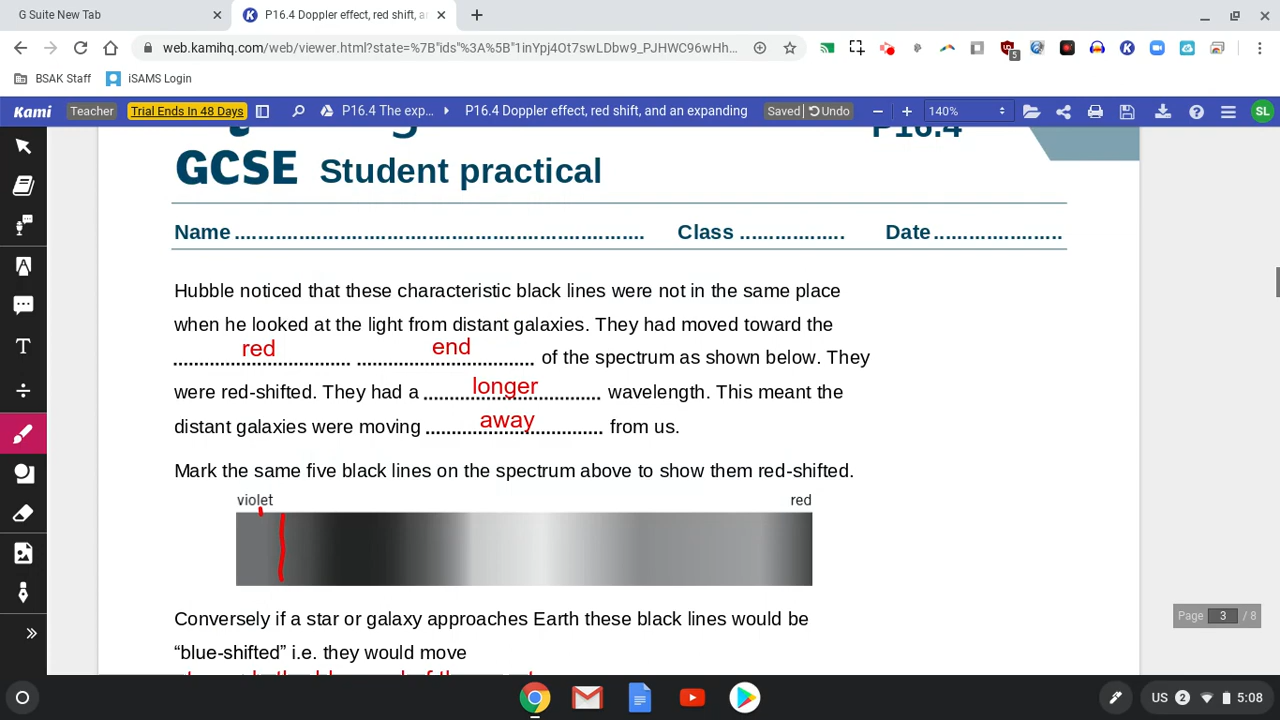 G Suite New Tab
P16.4 Doppler effect, red shift, a
web.kamihq.com/web/viewer.html?state=%7B"ids"%3A%5B"1inYpj4Ot7swLDbw9_PJHWC96wHh...
5
BSAK Staff
iSAMS Login
Kami
Teacher
Trial Ends In 48 Days
P16.4 The exp...
P16.4 Doppler effect, red shift, and an expanding
Saved
Undo
140%
SL
P16.4
GCSE Student practical
Name ........................................................ Class .................. Date......................
Hubble noticed that these characteristic black lines were not in the same place
when he looked at the light from distant galaxies. They had moved toward the
red end of the spectrum as shown below. They
were red-shifted. They had a longer wavelength. This meant the
distant galaxies were moving away from us.
Mark the same five black lines on the spectrum above to show them red-shifted.
violet red
Page 3 / 8
Conversely if a star or galaxy approaches Earth these black lines would be
“blue-shifted” i.e. they would move
US 2 5:08